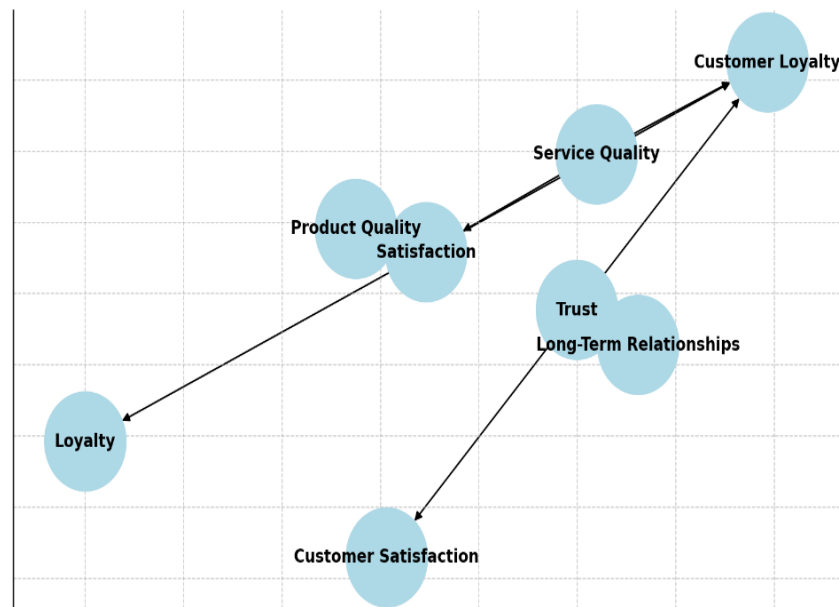 Customer Loyalty
Service Quality
Product Quality
Satisfaction
Trust
Long-Term Relationships
Loyalty
Customer Satisfaction